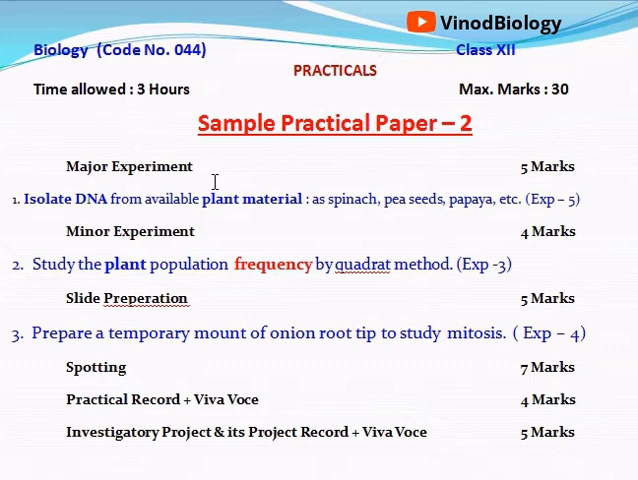 VinodBiology
Biology (Code No. 044) Class XII
PRACTICALS
Time allowed : 3 Hours Max. Marks : 30
Sample Practical Paper – 2
Major Experiment 5 Marks
1. Isolate DNA from available plant material : as spinach, pea seeds, papaya, etc. (Exp – 5)
Minor Experiment 4 Marks
2. Study the plant population frequency by quadrat method. (Exp -3)
Slide Preperation 5 Marks
3. Prepare a temporary mount of onion root tip to study mitosis. ( Exp – 4)
Spotting 7 Marks
Practical Record + Viva Voce 4 Marks
Investigatory Project & its Project Record + Viva Voce 5 Marks